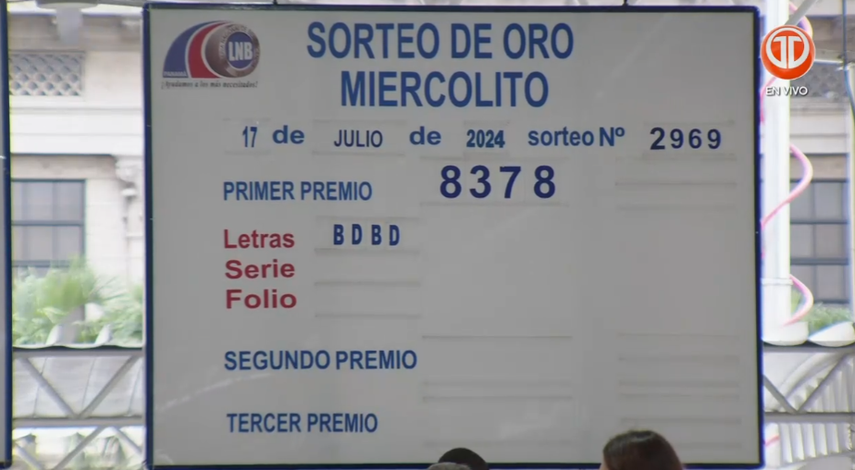 LNB
PANAMÁ
¡Ayudamos a los más necesitados!
SORTEO DE ORO
MIERCOLITO
17 de JULIO de 2024 sorteo Nº 2969
PRIMER PREMIO 8378
Letras BDBD
Serie
Folio
SEGUNDO PREMIO
TERCER PREMIO
EN VIVO